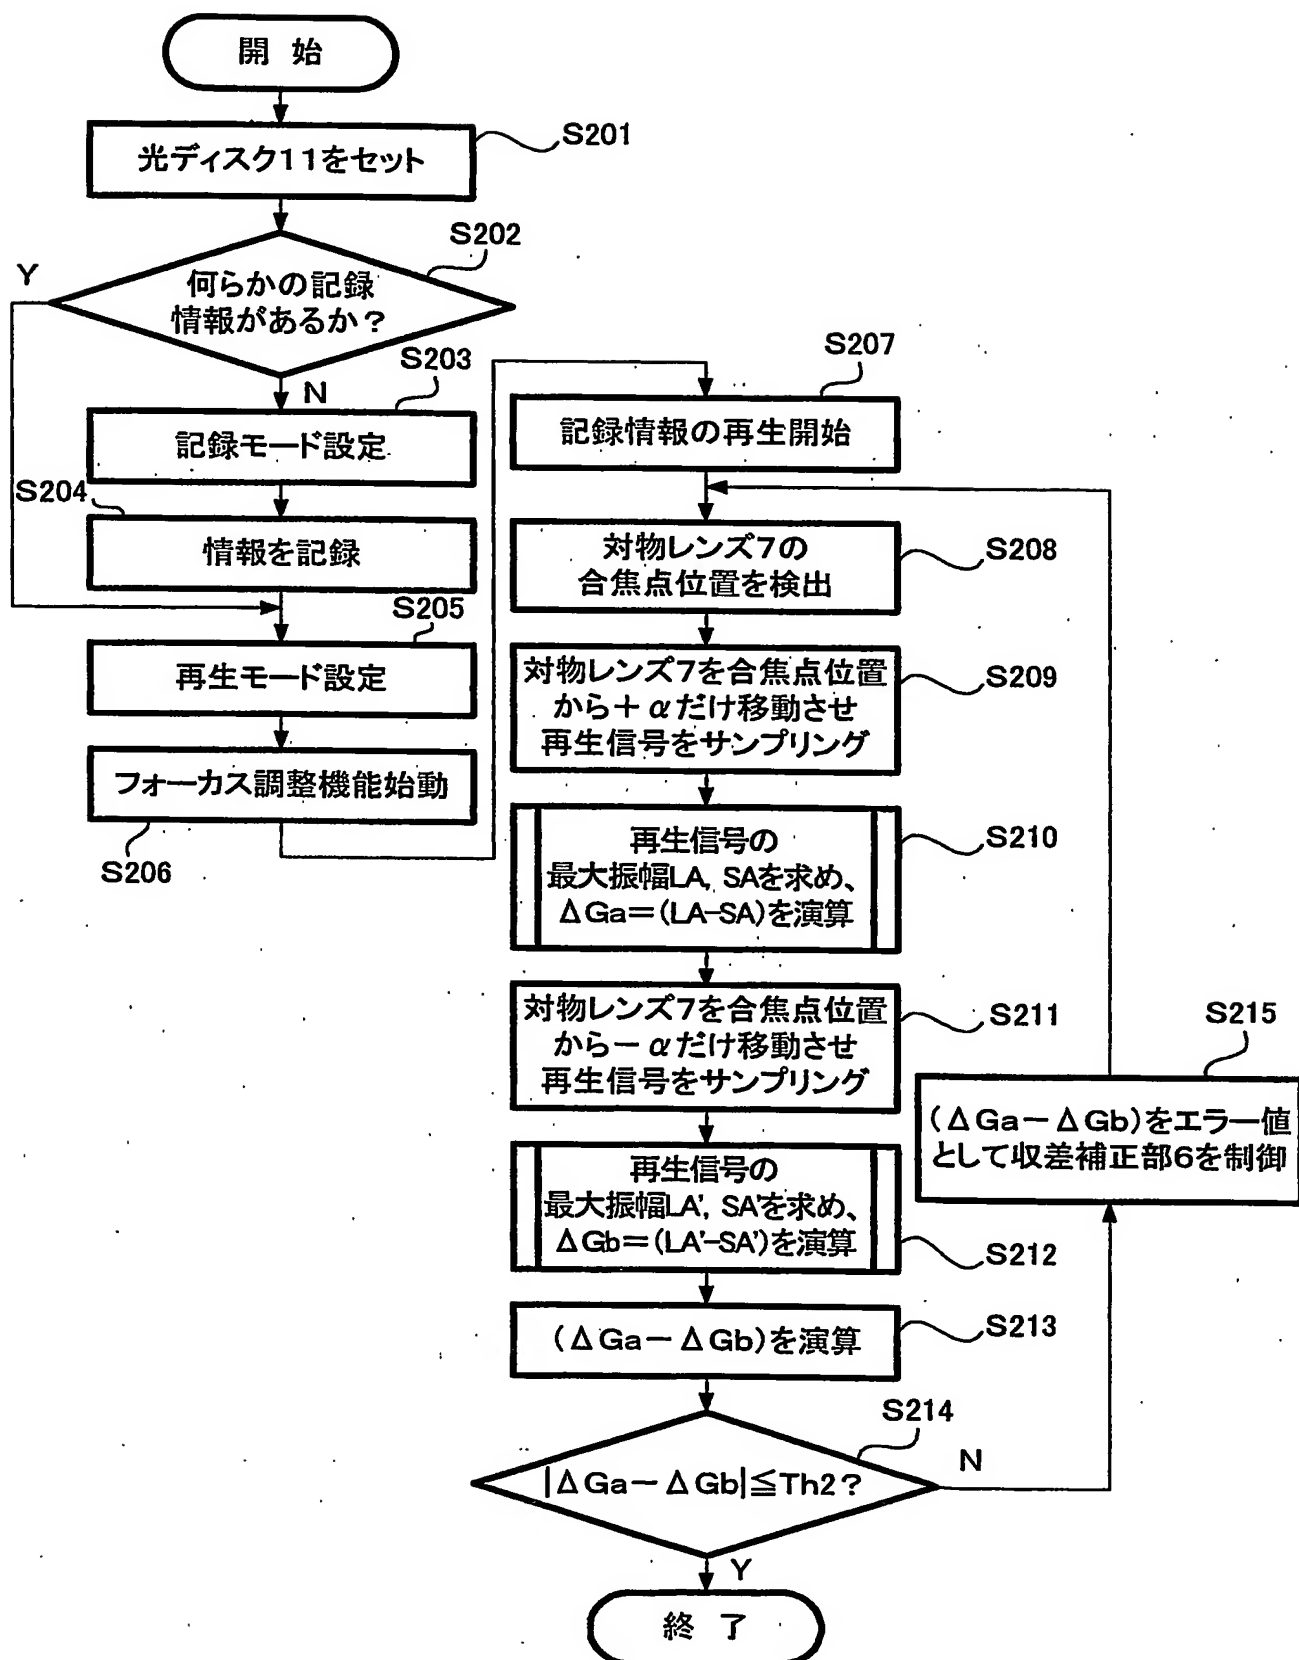 開 始
光ディスク11をセット
S201
S202
Y
何らかの記録
情報があるか?
N
S203
記録モード設定
S204
情報を記録
S205
再生モード設定
フォーカス調整機能始動
S206
S207
記録情報の再生開始
対物レンズ7の
合焦点位置を検出
S208
対物レンズ7を合焦点位置
から+αだけ移動させ
再生信号をサンプリング
S209
再生信号の
最大振幅LA, SAを求め、
ΔGa=(LA-SA)を演算
S210
対物レンズ7を合焦点位置
から-αだけ移動させ
再生信号をサンプリング
S211
再生信号の
最大振幅LA', SA'を求め、
ΔGb=(LA'-SA')を演算
S212
(ΔGa-ΔGb)を演算
S213
S214
|ΔGa-ΔGb|≦Th2?
N
Y
S215
(ΔGa-ΔGb)をエラー値
として収差補正部6を制御
終 了